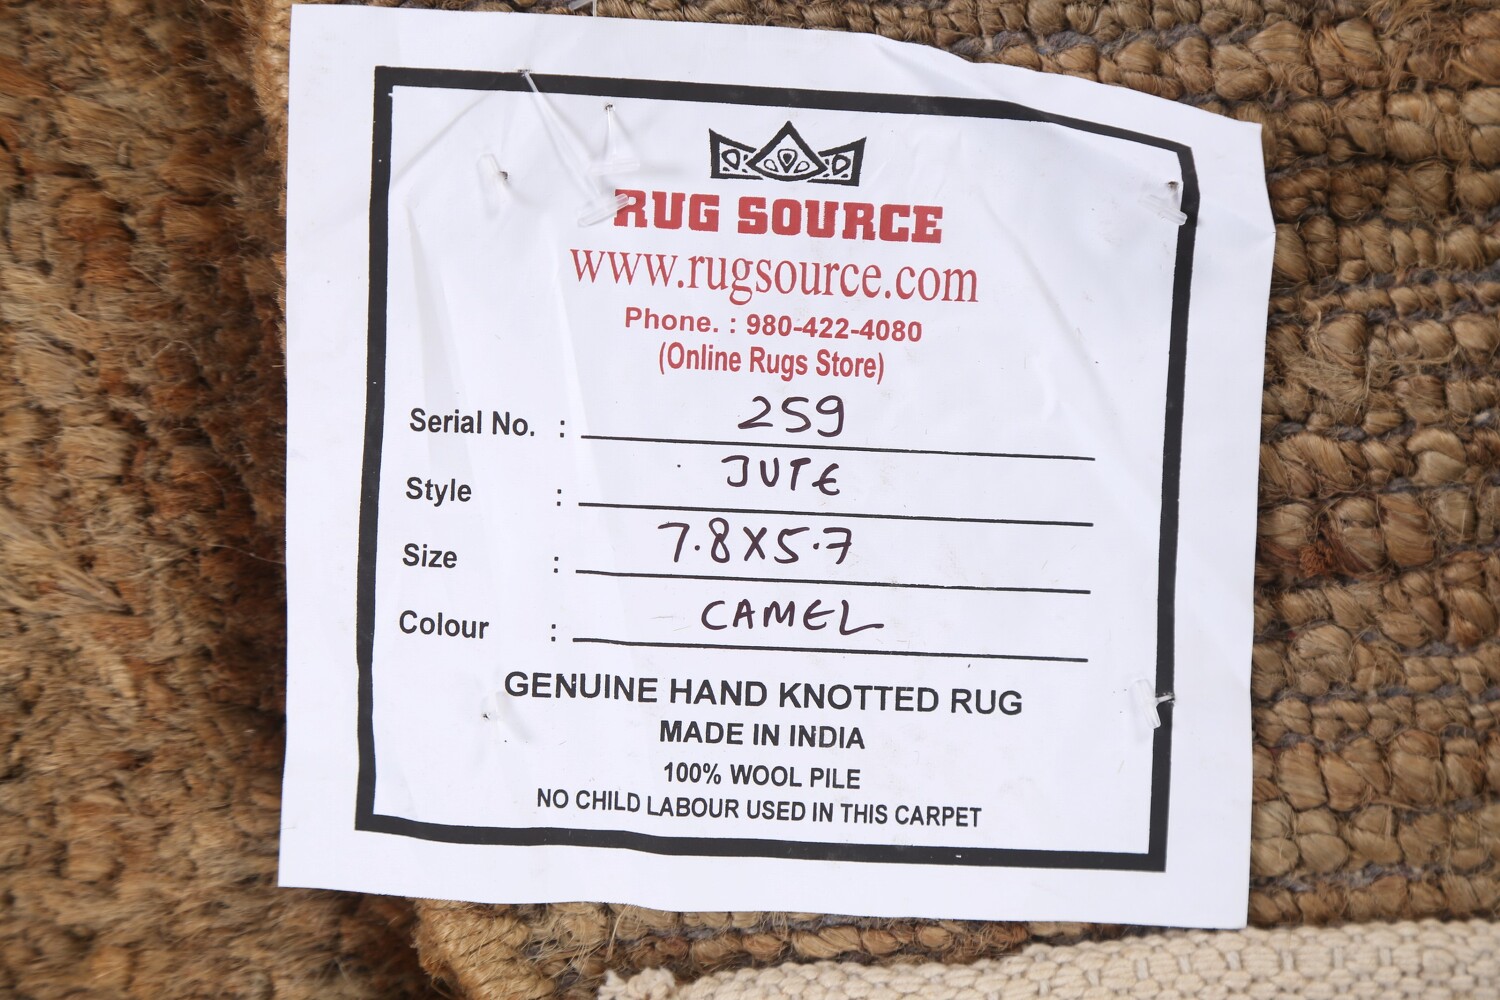 RUG SOURCE
www.rugsource.com
Phone. : 980-422-4080
(Online Rugs Store)
Serial No. : 259
Style : JUTE
Size : 7.8X5.7
Colour : CAMEL
GENUINE HAND KNOTTED RUG
MADE IN INDIA
100% WOOL PILE
NO CHILD LABOUR USED IN THIS CARPET